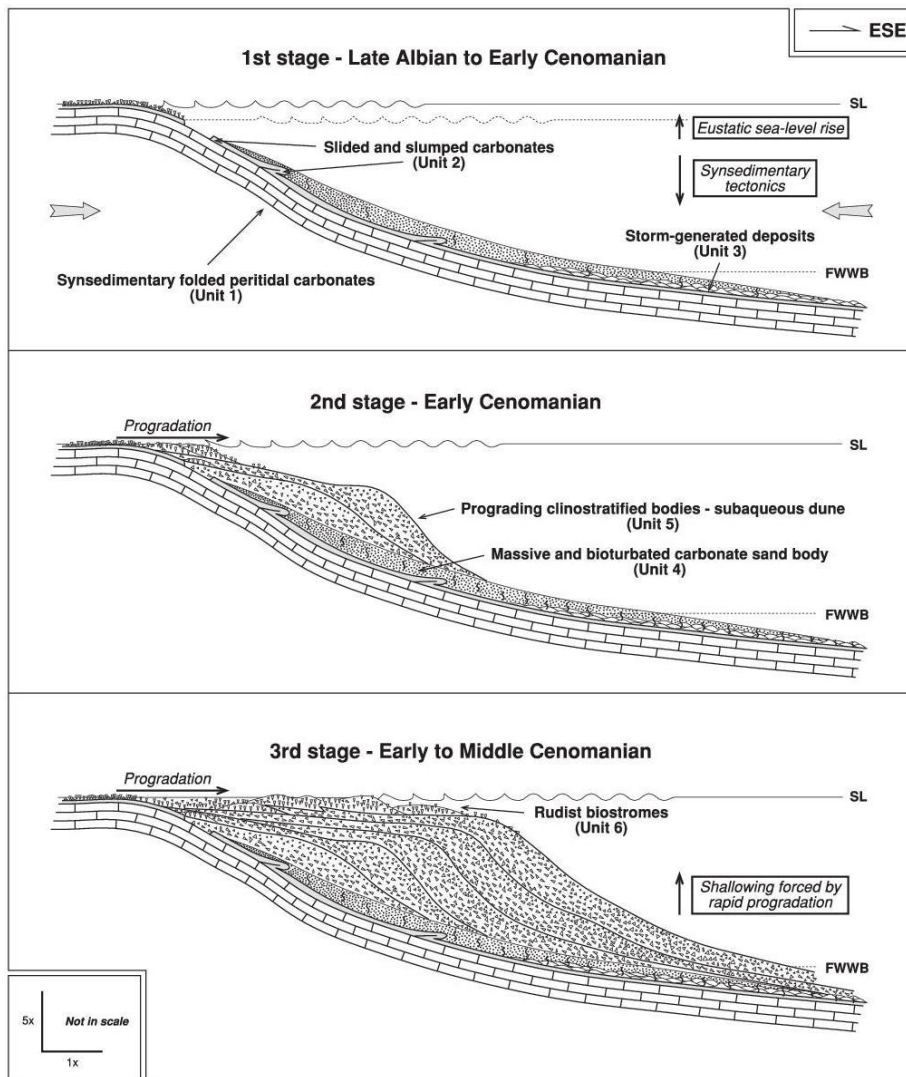 ESE
1st stage - Late Albian to Early Cenomanian
SL
Eustatic sea-level rise
Slided and slumped carbonates
(Unit 2)
Synsedimentary
tectonics
Storm-generated deposits
(Unit 3)
FWWB
Synsedimentary folded peritidal carbonates
(Unit 1)
2nd stage - Early Cenomanian
Progradation
SL
Prograding clinostratified bodies - subaqueous dune
(Unit 5)
Massive and bioturbated carbonate sand body
(Unit 4)
FWWB
3rd stage - Early to Middle Cenomanian
Progradation
SL
Rudist biostromes
(Unit 6)
Shallowing forced by
rapid progradation
FWWB
5x
Not in scale
1x